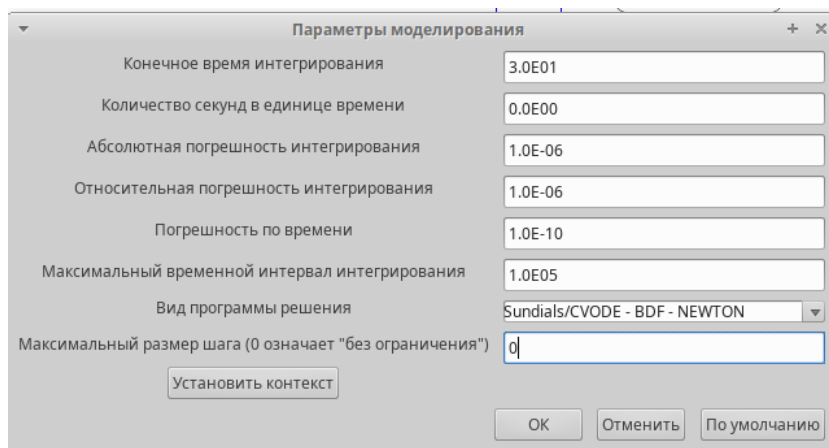 Параметры моделирования
Конечное время интегрирования 3.0E01
Количество секунд в единице времени 0.0E00
Абсолютная погрешность интегрирования 1.0E-06
Относительная погрешность интегрирования 1.0E-06
Погрешность по времени 1.0E-10
Максимальный временной интервал интегрирования 1.0E05
Вид программы решения Sundials/CVODE - BDF - NEWTON
Максимальный размер шага (0 означает "без ограничения") 0
Установить контекст
ОК Отменить По умолчанию